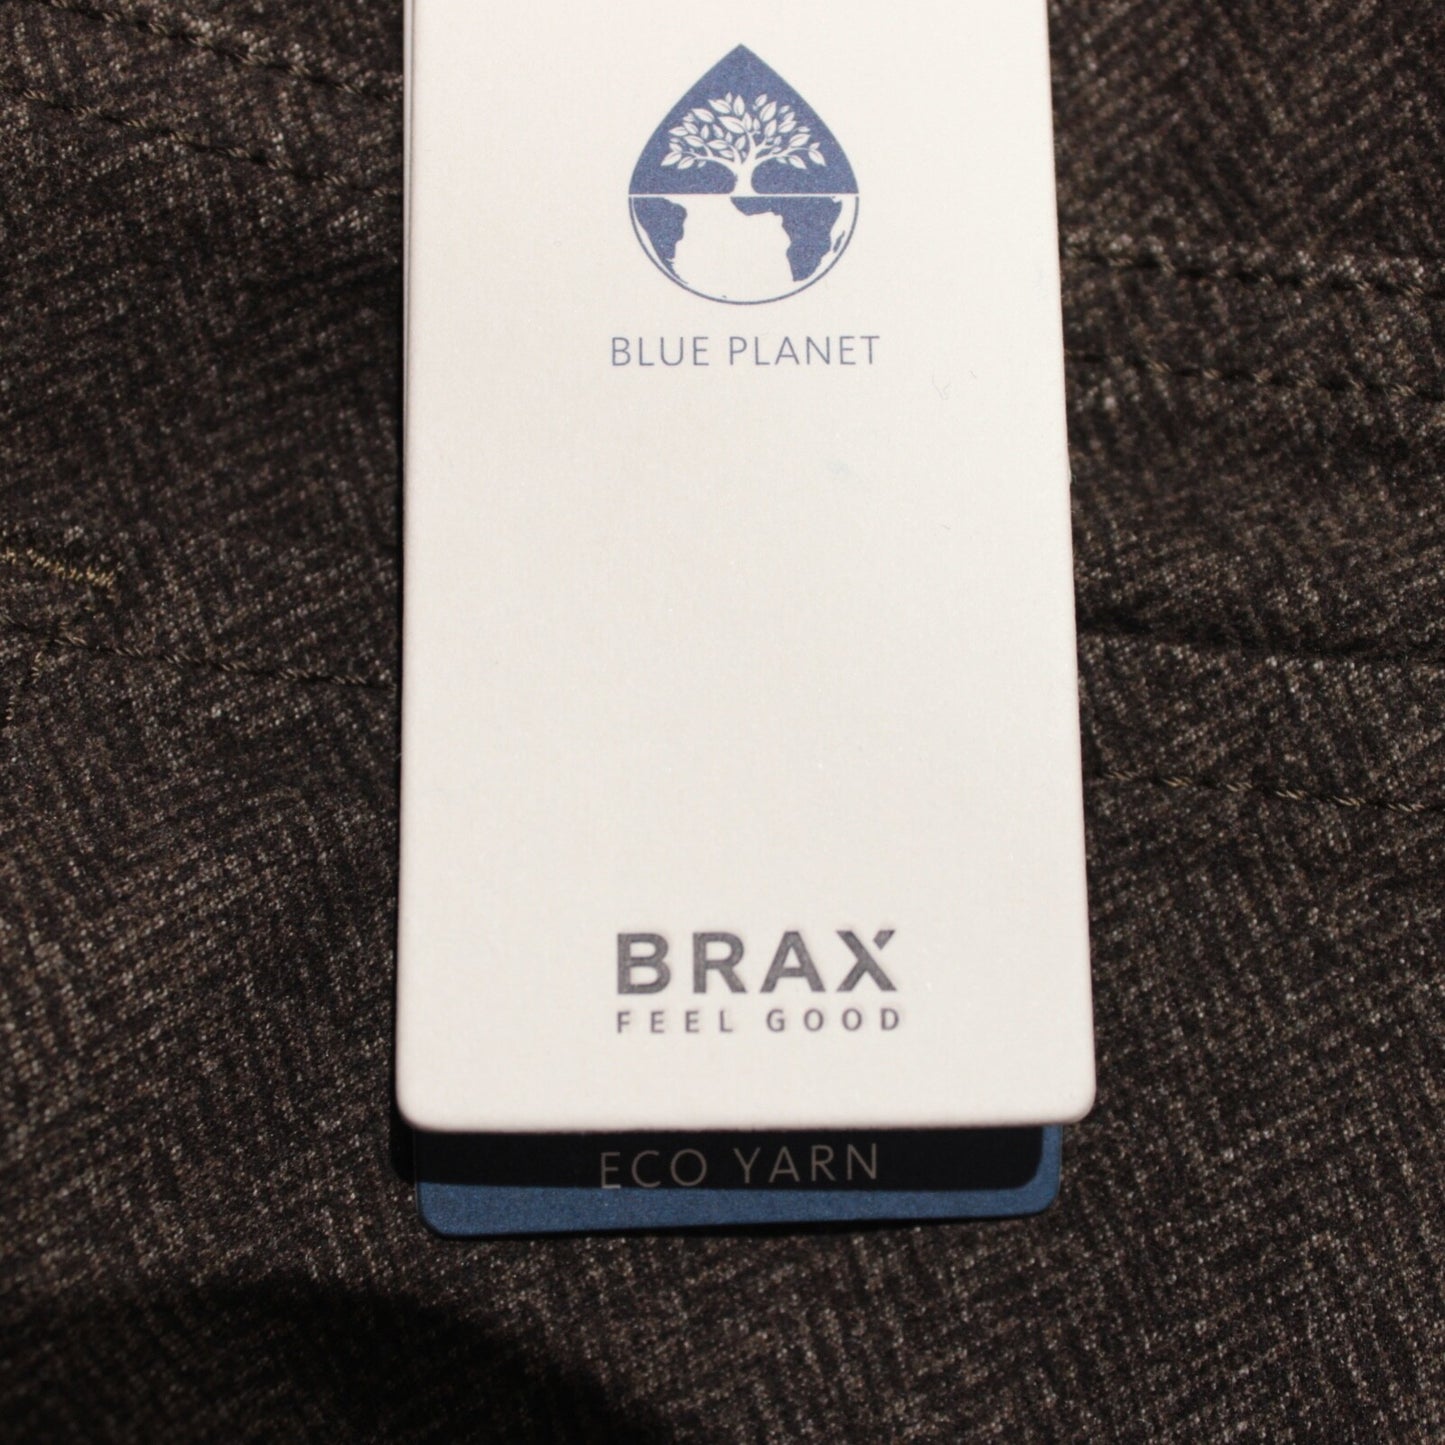 BLUE PLANET
BRAX
FEEL GOOD
ECO YARN